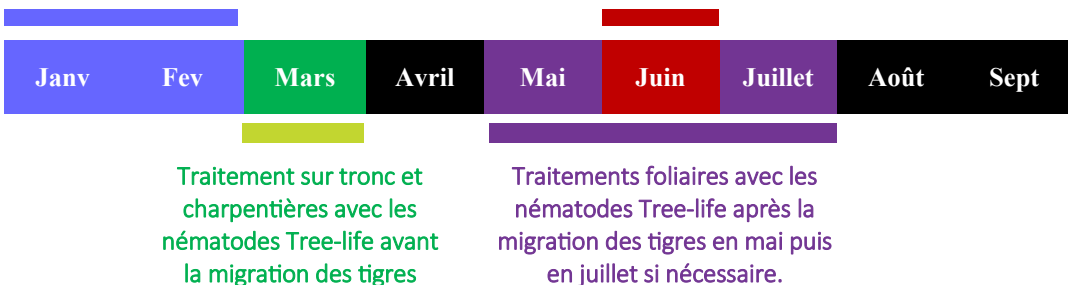 Janv Fev Mars Avril Mai Juin Juillet Août Sept
Traitement sur tronc et
charpentières avec les
nématodes Tree-life avant
la migration des tigres
Traitements foliaires avec les
nématodes Tree-life après la
migration des tigres en mai puis
en juillet si nécessaire.